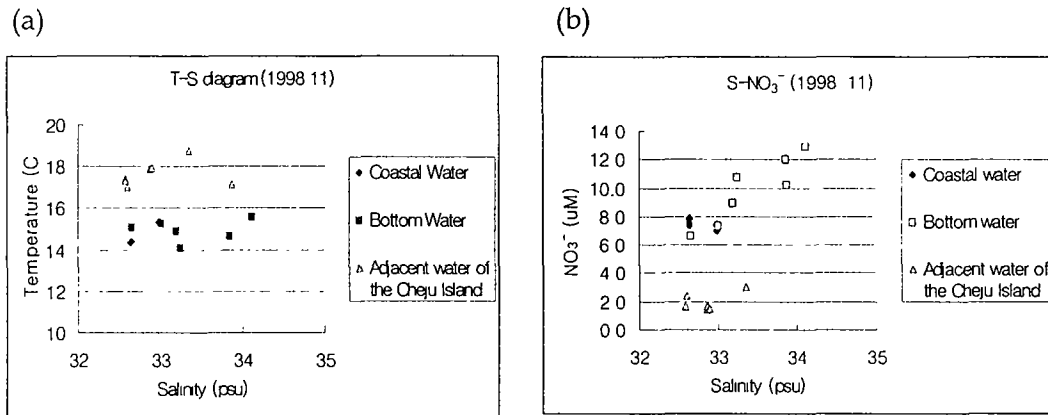 (a)
T-S diagram (1998 11)
Temperature (C
20
18
16
14
12
10
32 33 34 35
Salinity (psu)
Coastal Water
Bottom Water
Adjacent water of
the Cheju Island
(b)
S-NO₃⁻ (1998 11)
NO₃⁻ (uM)
14 0
12 0
10 0
8 0
6 0
4 0
2 0
0 0
32 33 34 35
Salinity (psu)
Coastal water
Bottom water
Adjacent water of
the Cheju Island